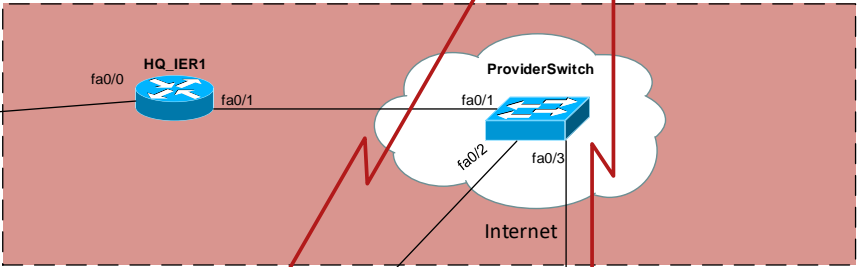 HQ_IER1
ProviderSwitch
fa0/0
fa0/1
fa0/1
fa0/2
fa0/3
Internet